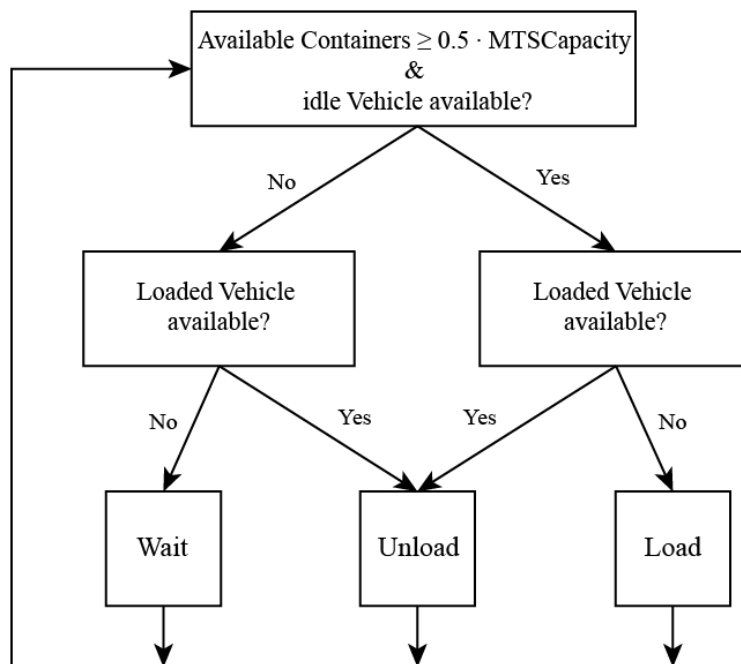 Available Containers ≥ 0.5 · MTSCapacity
&
idle Vehicle available?
No
Yes
Loaded Vehicle
available?
Loaded Vehicle
available?
No
Yes
Yes
No
Wait
Unload
Load